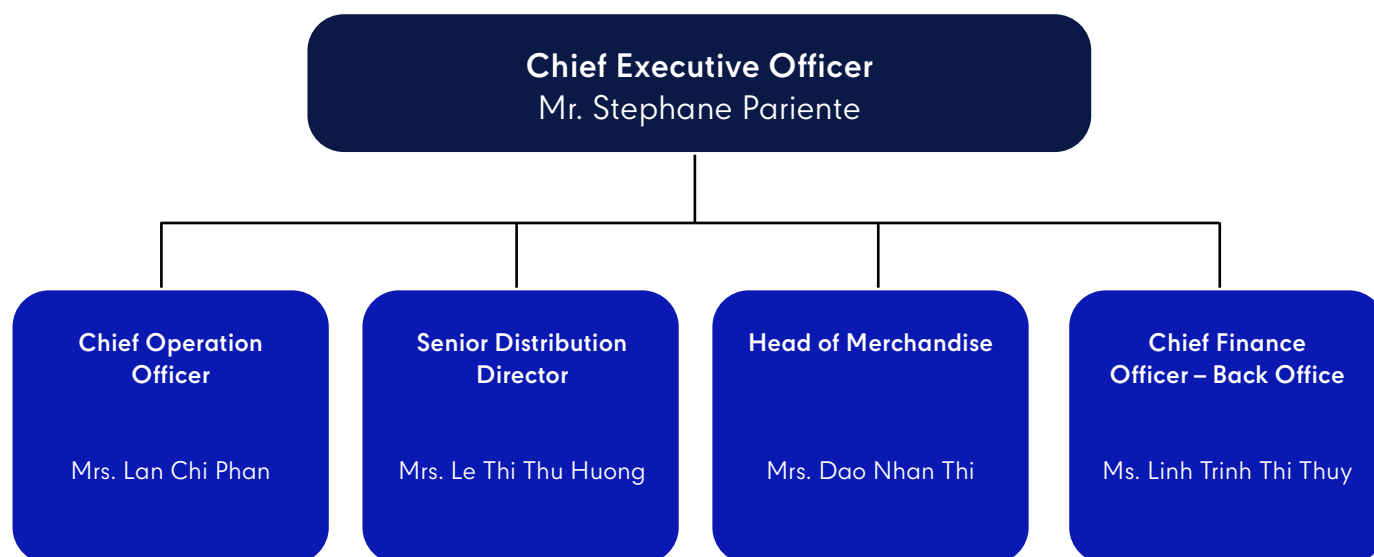 Chief Executive Officer
Mr. Stephane Pariente
Chief Operation
Officer
Mrs. Lan Chi Phan
Senior Distribution
Director
Mrs. Le Thi Thu Huong
Head of Merchandise
Mrs. Dao Nhan Thi
Chief Finance
Officer – Back Office
Ms. Linh Trinh Thi Thuy